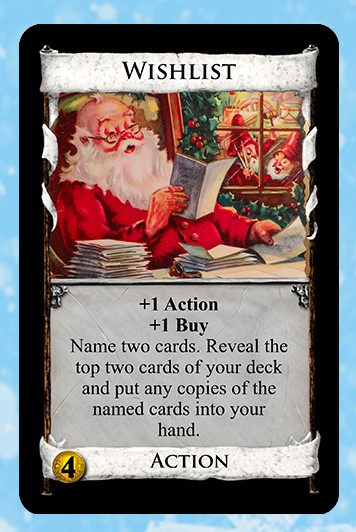 WISHLIST
+1 Action
+1 Buy
Name two cards. Reveal the
top two cards of your deck
and put any copies of the
named cards into your
hand.
4 ACTION